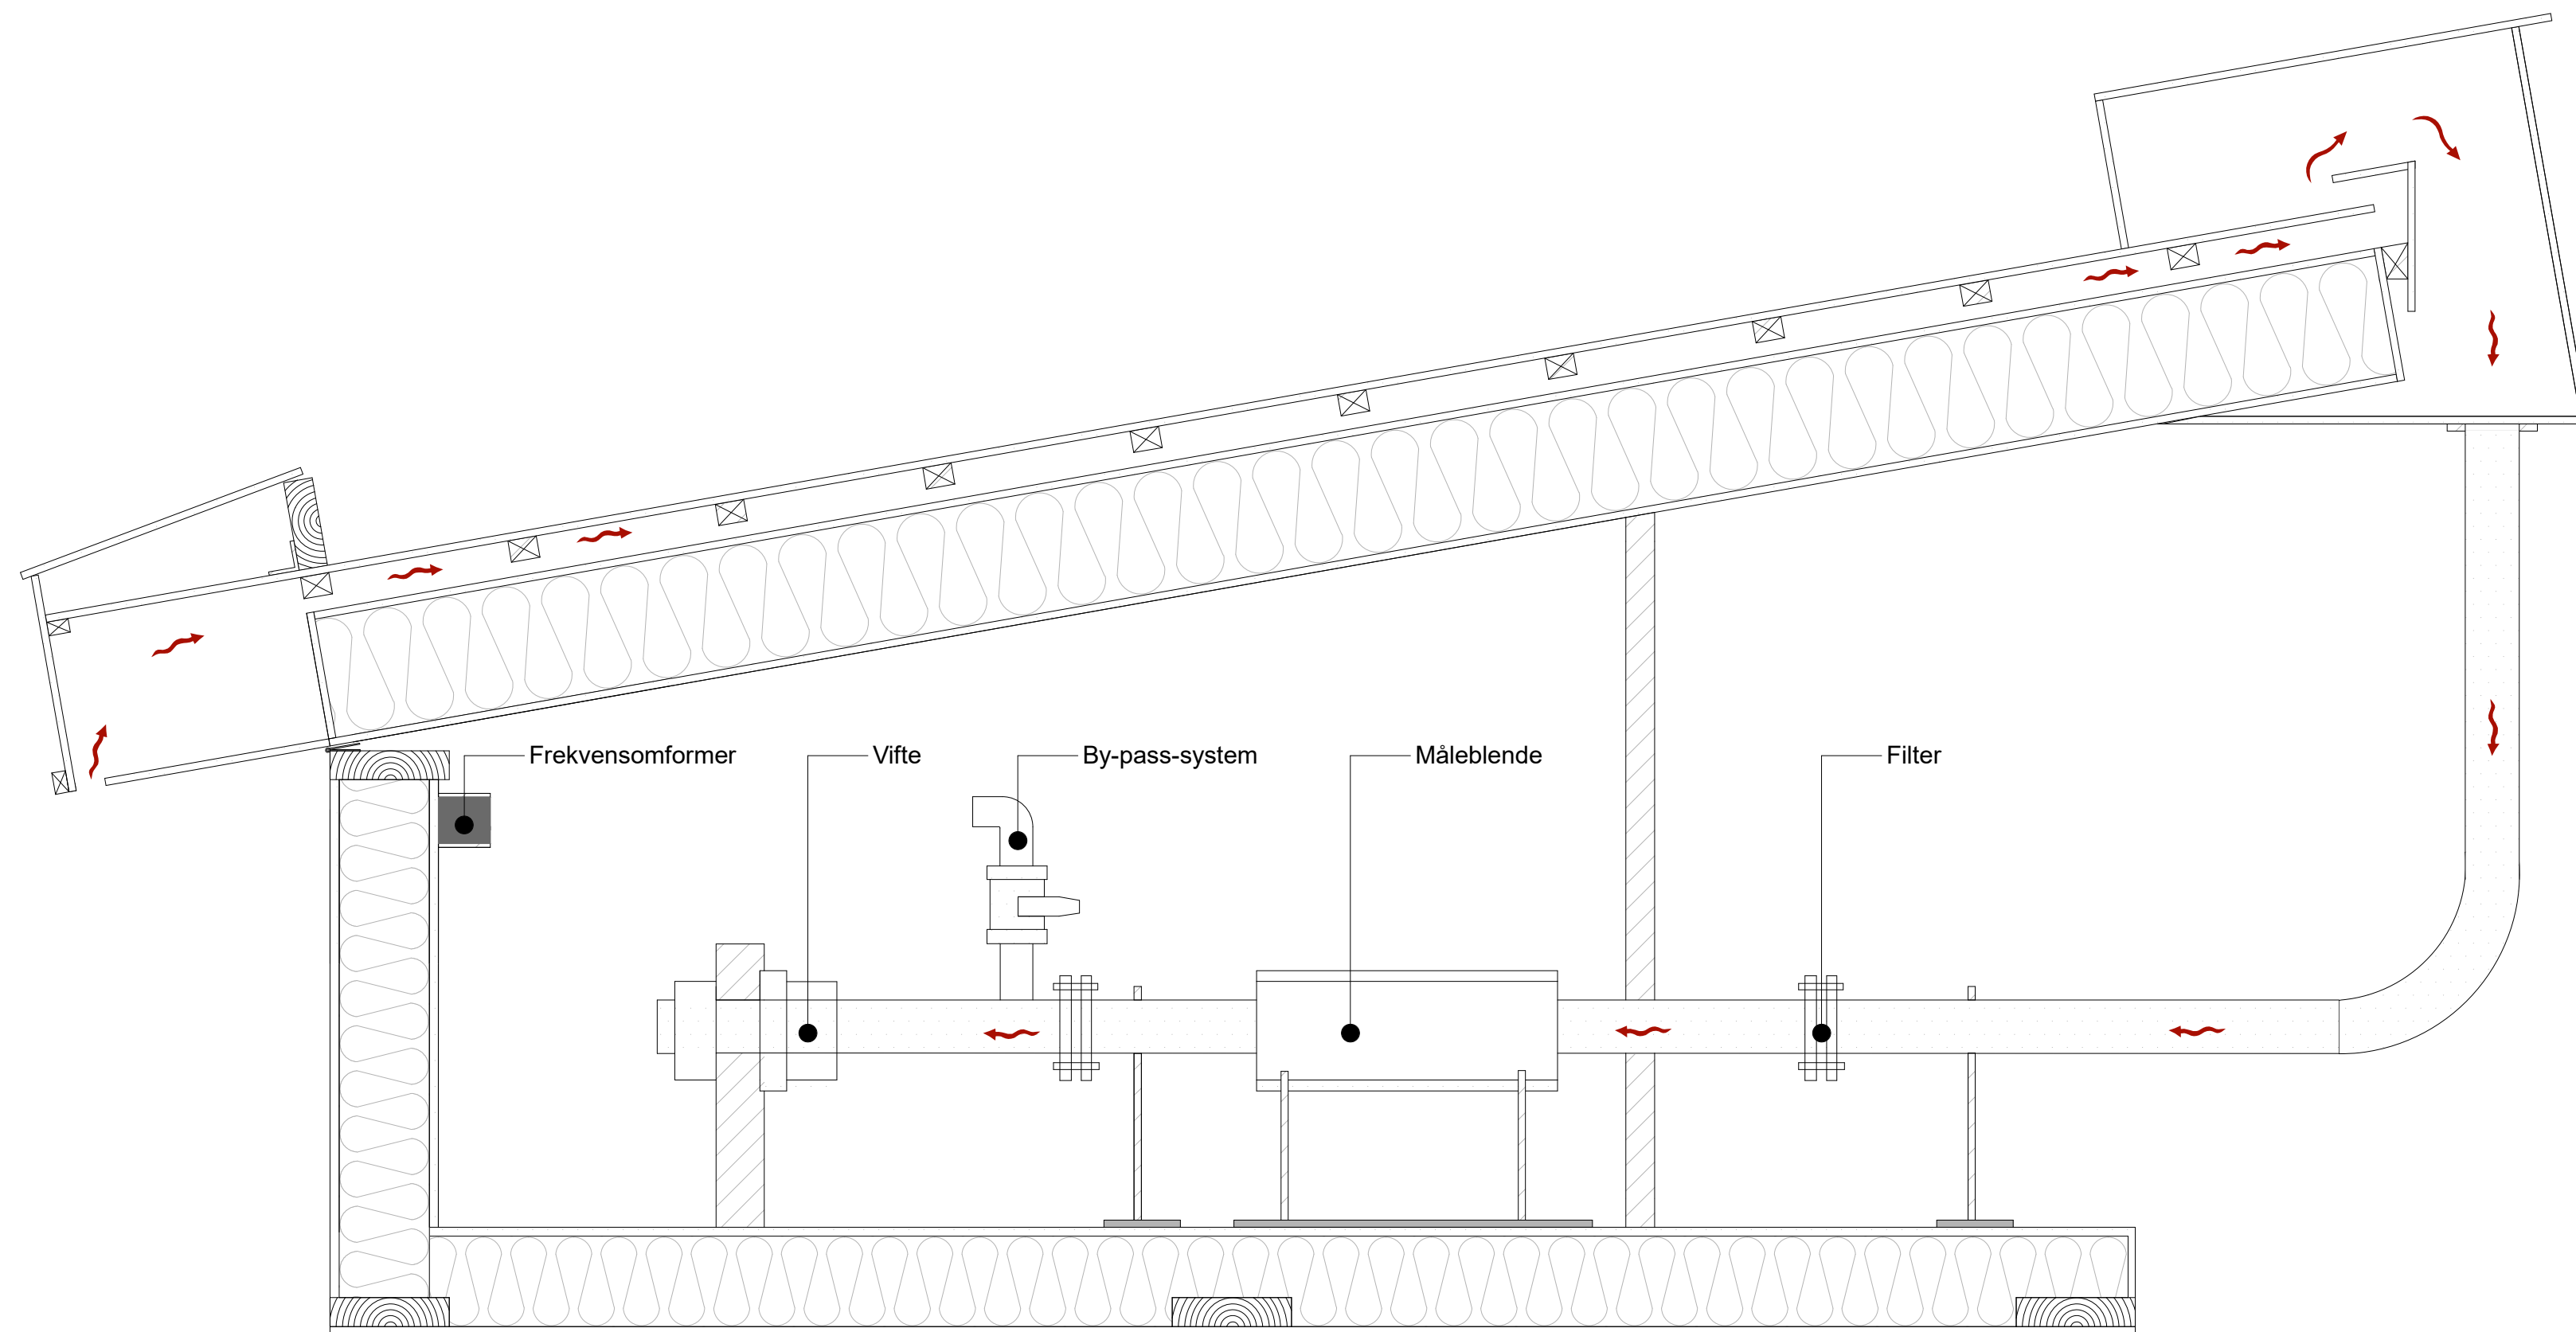 Frekvensomformer
Vifte
By-pass-system
Måleblende
Filter